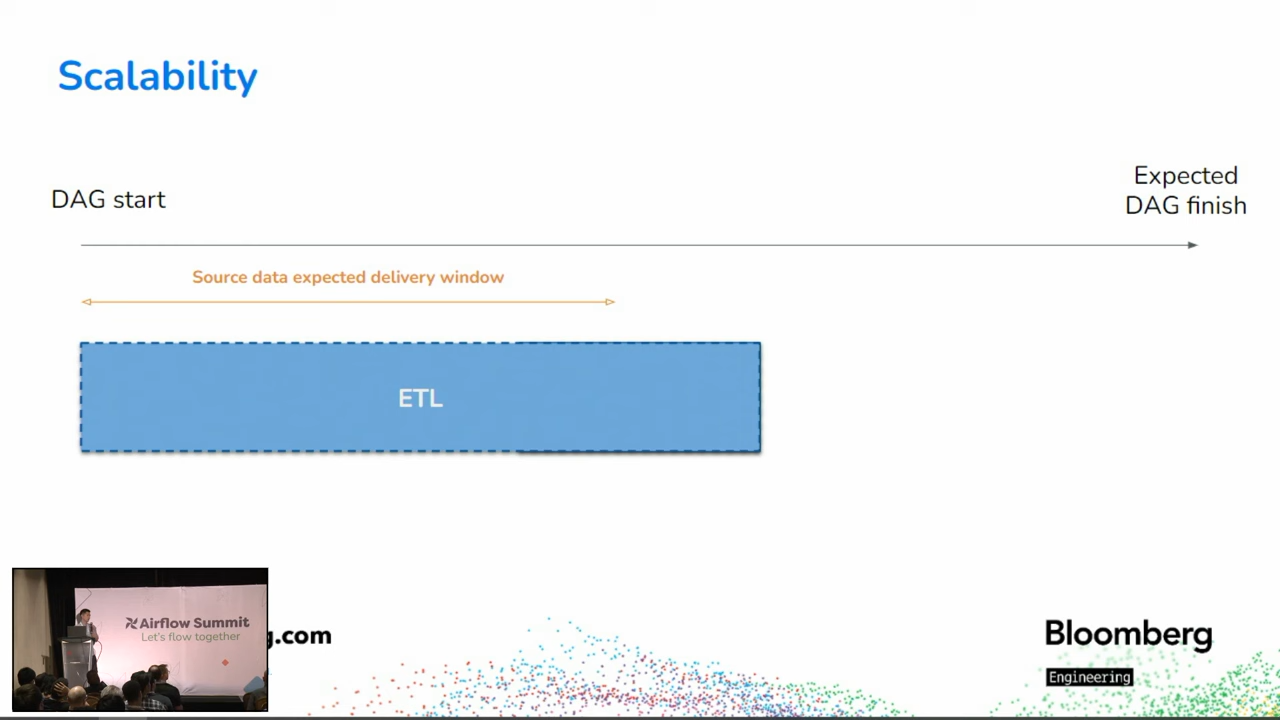 Scalability
DAG start
Expected
DAG finish
Source data expected delivery window
ETL
Airflow Summit
Let's flow together
g.com
Bloomberg
Engineering